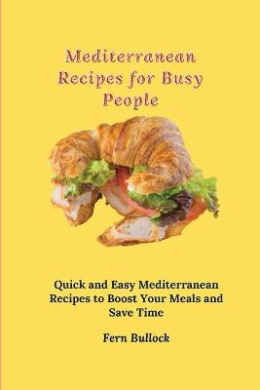 Mediterranean
Recipes for Busy
People
Quick and Easy Mediterranean
Recipes to Boost Your Meals and
Save Time
Fern Bullock